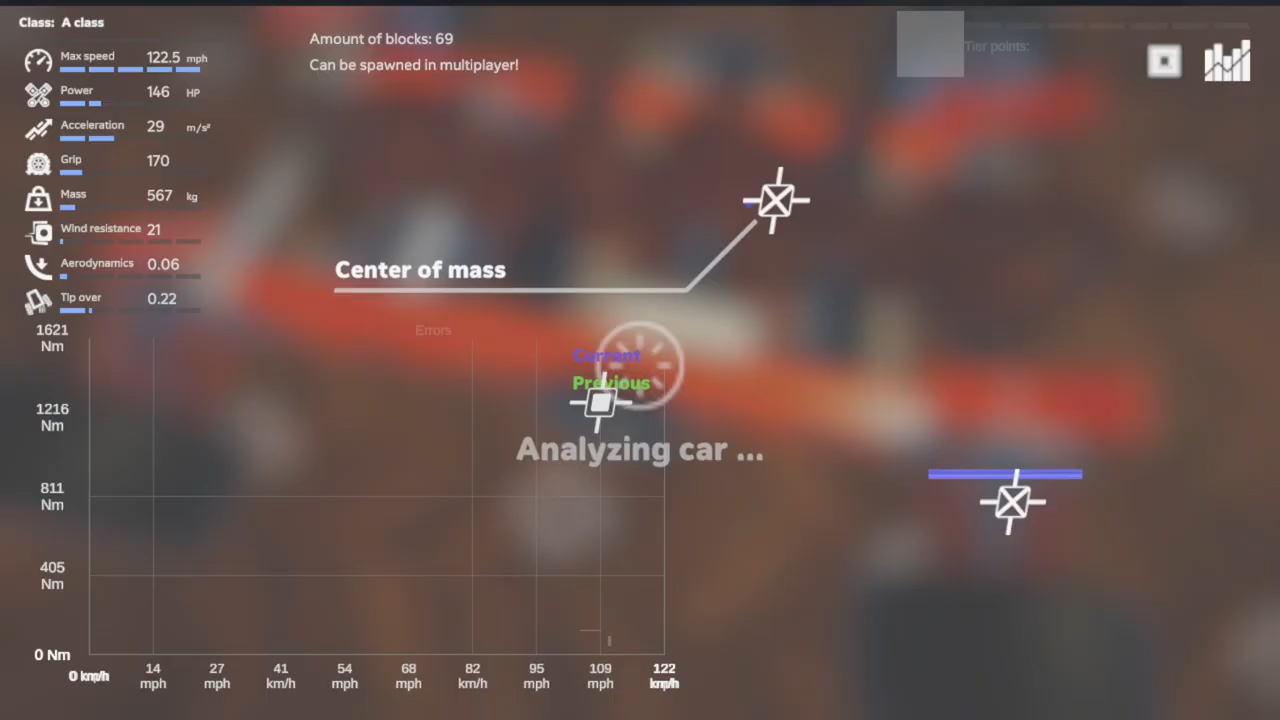 Class: A class
Max speed 122.5 mph
Power 146 HP
Acceleration 29 m/s²
Grip 170
Mass 567 kg
Wind resistance 21
Aerodynamics 0.06
Tip over 0.22
Amount of blocks: 69
Can be spawned in multiplayer!
Tier points:
Center of mass
Errors
Current
Previous
Analyzing car ...
1621
Nm
1216
Nm
811
Nm
405
Nm
0 Nm
0 km/h
14
mph
27
mph
41
km/h
54
mph
68
mph
82
km/h
95
mph
109
mph
122
km/h